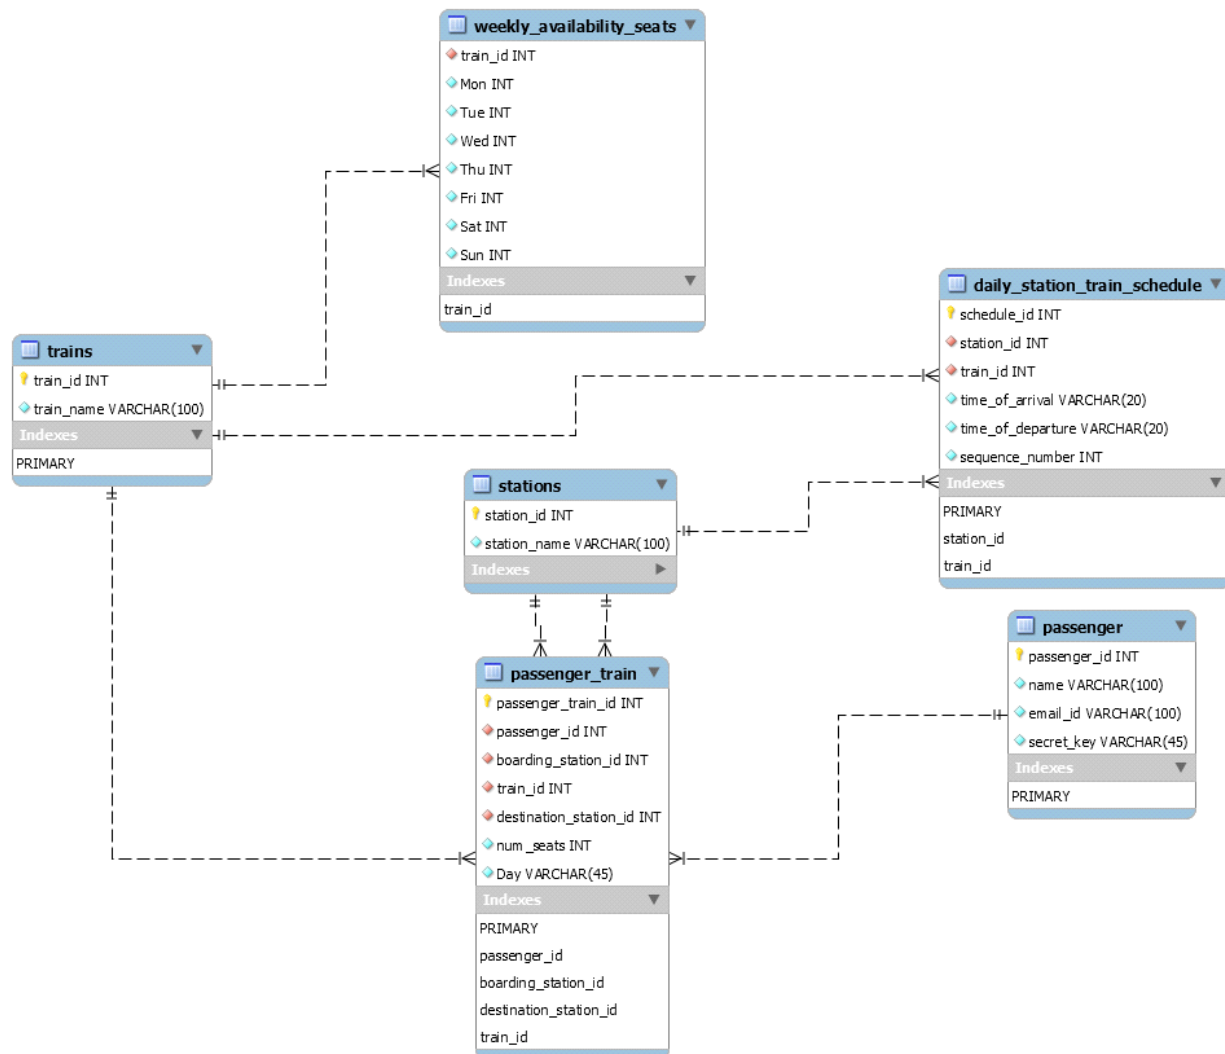 weekly_availability_seats
train_id INT
Mon INT
Tue INT
Wed INT
Thu INT
Fri INT
Sat INT
Sun INT
Indexes
train_id
daily_station_train_schedule
schedule_id INT
station_id INT
train_id INT
time_of_arrival VARCHAR(20)
time_of_departure VARCHAR(20)
sequence_number INT
Indexes
PRIMARY
station_id
train_id
trains
train_id INT
train_name VARCHAR(100)
Indexes
PRIMARY
stations
station_id INT
station_name VARCHAR(100)
Indexes
passenger
passenger_id INT
name VARCHAR(100)
email_id VARCHAR(100)
secret_key VARCHAR(45)
Indexes
PRIMARY
passenger_train
passenger_train_id INT
passenger_id INT
boarding_station_id INT
train_id INT
destination_station_id INT
num_seats INT
Day VARCHAR(45)
Indexes
PRIMARY
passenger_id
boarding_station_id
destination_station_id
train_id